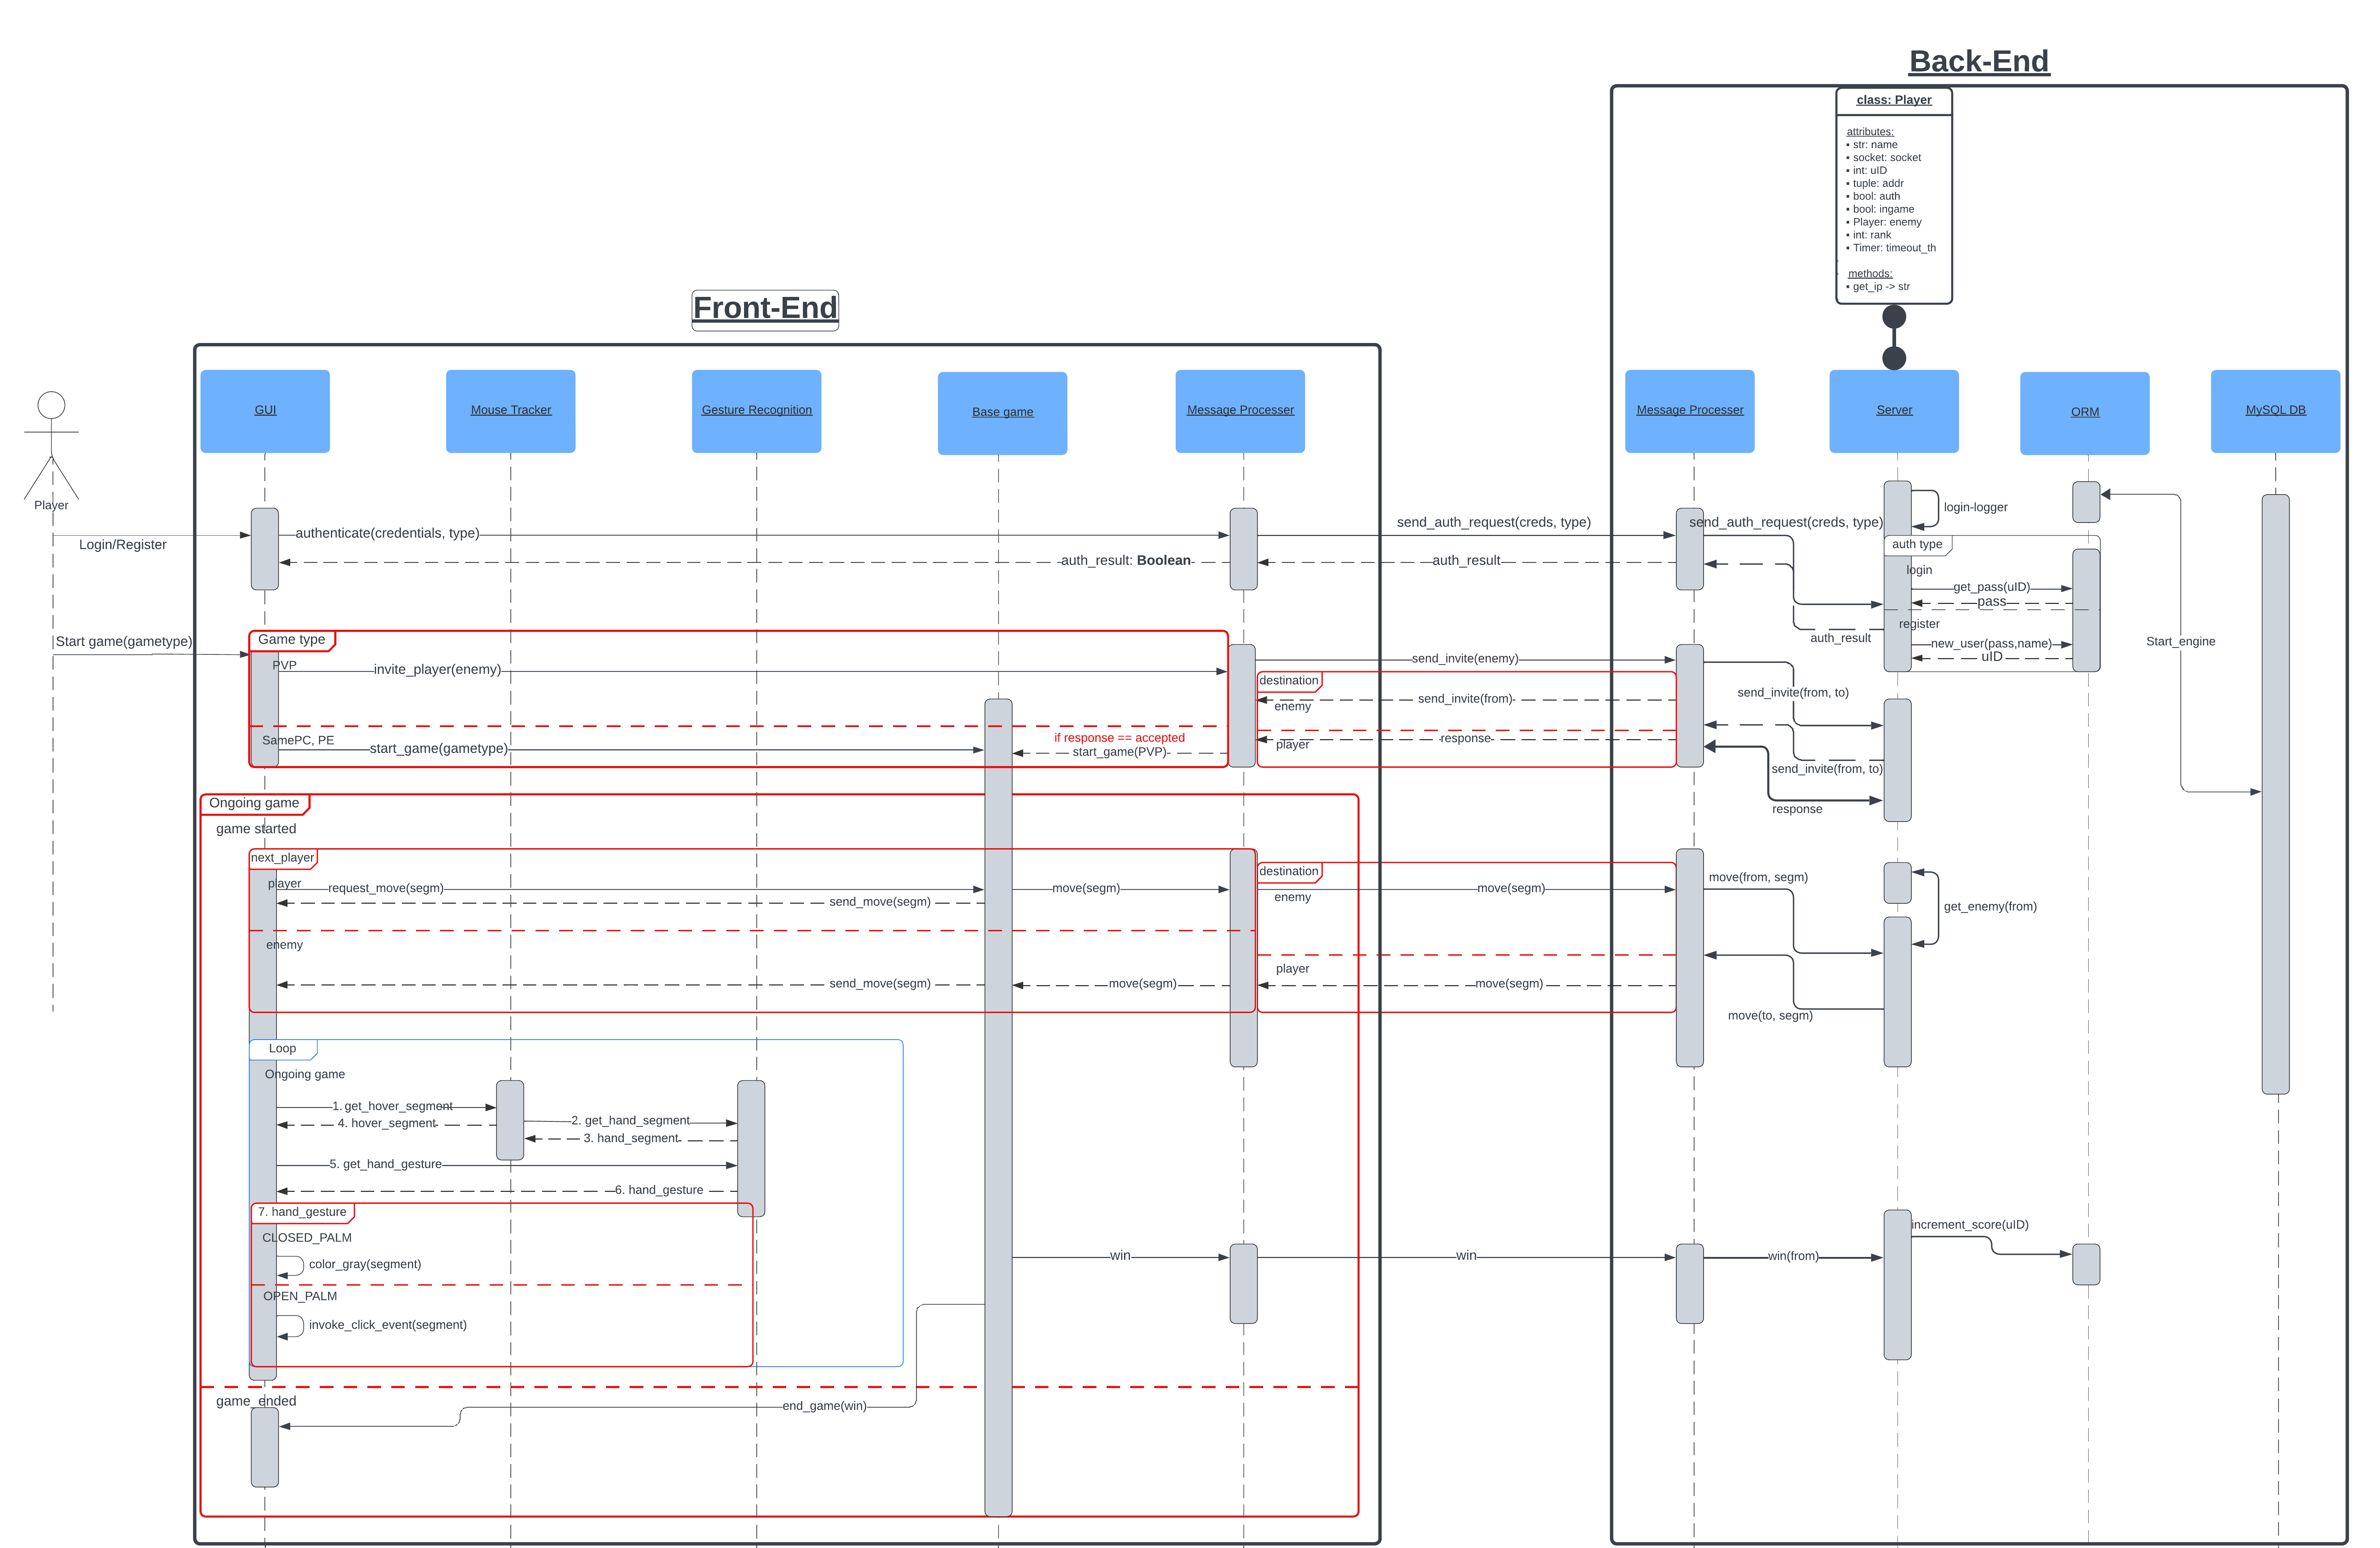 Back-End
class: Player
attributes:
▪ str: name
▪ socket: socket
▪ int: uID
▪ tuple: addr
▪ bool: auth
▪ bool: ingame
▪ Player: enemy
▪ int: rank
▪ Timer: timeout_th
methods:
▪ get_ip -> str
Front-End
Player
GUI
Mouse Tracker
Gesture Recognition
Base game
Message Processer
Message Processer
Server
ORM
MySQL DB
Login/Register
authenticate(credentials, type)
send_auth_request(creds, type)
send_auth_request(creds, type)
login-logger
auth_result: Boolean
auth_result
auth type
login
get_pass(uID)
pass
register
auth_result
new_user(pass,name)
uID
Start_engine
Start game(gametype)
Game type
PVP
invite_player(enemy)
send_invite(enemy)
destination
enemy
send_invite(from)
send_invite(from, to)
SamePC, PE
start_game(gametype)
if response == accepted
start_game(PVP)
player
response
send_invite(from, to)
response
Ongoing game
game started
next_player
player
request_move(segm)
move(segm)
destination
enemy
move(segm)
move(from, segm)
get_enemy(from)
send_move(segm)
enemy
send_move(segm)
move(segm)
player
move(segm)
move(to, segm)
Loop
Ongoing game
1. get_hover_segment
2. get_hand_segment
4. hover_segment
3. hand_segment
5. get_hand_gesture
6. hand_gesture
7. hand_gesture
CLOSED_PALM
color_gray(segment)
OPEN_PALM
invoke_click_event(segment)
win
win
win(from)
increment_score(uID)
game_ended
end_game(win)